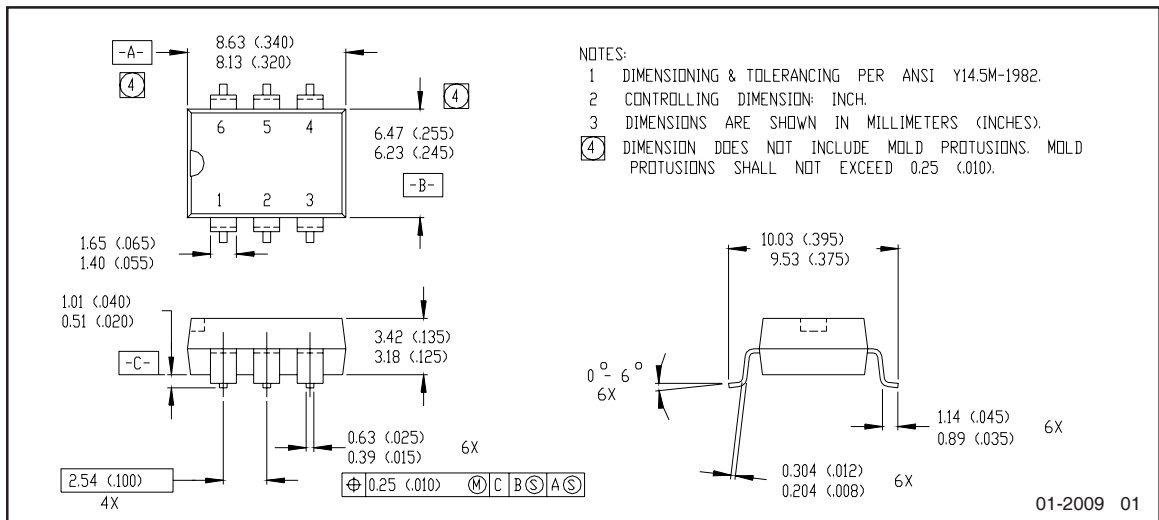 -A-
8.63 (.340)
8.13 (.320)
4
4
6 5 4
1 2 3
6.47 (.255)
6.23 (.245)
-B-
1.65 (.065)
1.40 (.055)
NOTES:
1 DIMENSIONING & TOLERANCING PER ANSI Y14.5M-1982.
2 CONTROLLING DIMENSION: INCH.
3 DIMENSIONS ARE SHOWN IN MILLIMETERS (INCHES).
4 DIMENSION DOES NOT INCLUDE MOLD PROTUSIONS. MOLD
PROTUSIONS SHALL NOT EXCEED 0.25 (.010).
1.01 (.040)
0.51 (.020)
-C-
3.42 (.135)
3.18 (.125)
0.63 (.025)
0.39 (.015)
6X
2.54 (.100)
4X
⌖ 0.25 (.010) Ⓜ C B Ⓢ A Ⓢ
10.03 (.395)
9.53 (.375)
0° - 6°
6X
1.14 (.045)
0.89 (.035)
6X
0.304 (.012)
0.204 (.008)
6X
01-2009 01